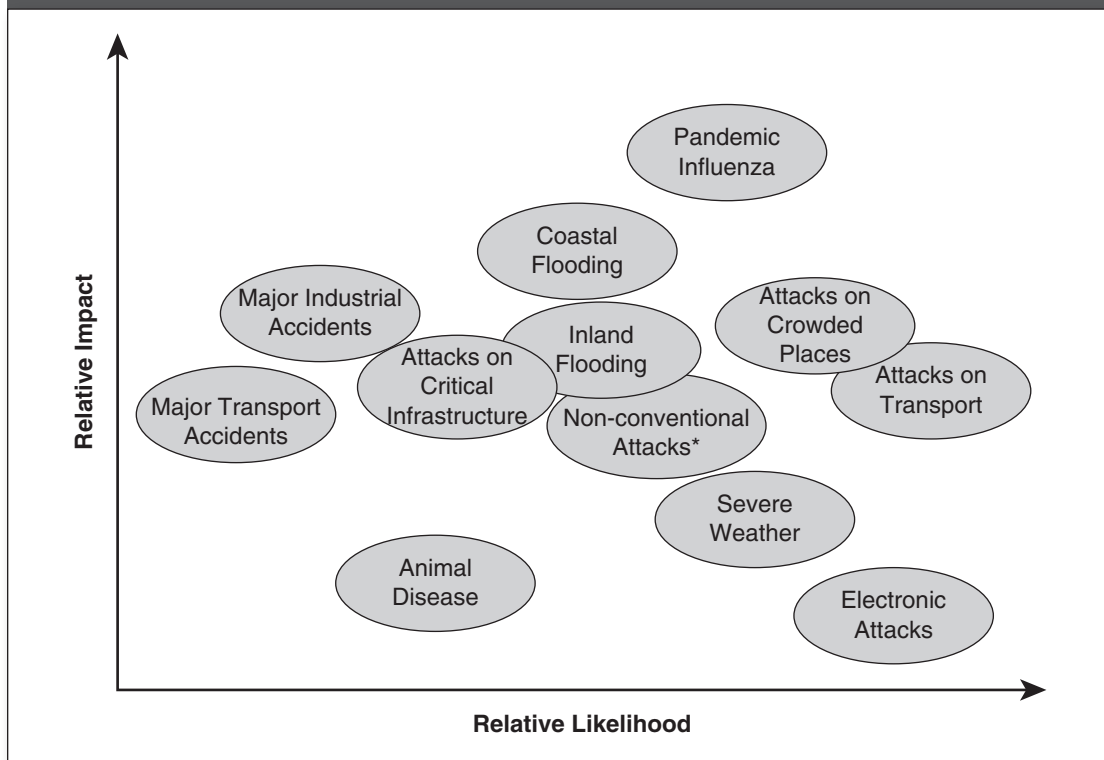 Pandemic
Influenza
Coastal
Flooding
Major Industrial
Accidents
Attacks on
Crowded
Places
Inland
Flooding
Attacks on
Critical
Infrastructure
Attacks on
Transport
Major Transport
Accidents
Non-conventional
Attacks*
Severe
Weather
Animal
Disease
Electronic
Attacks
Relative Impact
Relative Likelihood